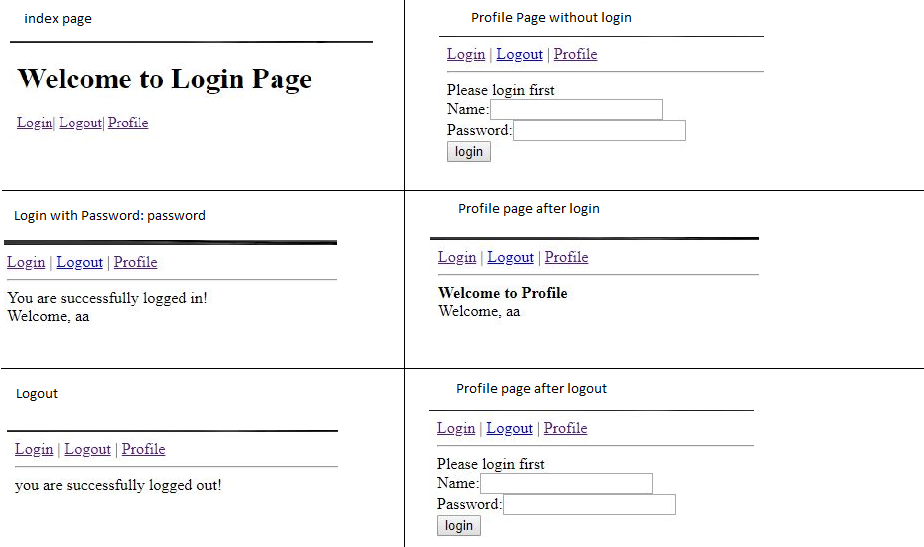 index page
Welcome to Login Page
Login| Logout| Profile
Profile Page without login
Login | Logout | Profile
Please login first
Name:
Password:
login
Login with Password: password
Login | Logout | Profile
You are successfully logged in!
Welcome, aa
Profile page after login
Login | Logout | Profile
Welcome to Profile
Welcome, aa
Logout
Login | Logout | Profile
you are successfully logged out!
Profile page after logout
Login | Logout | Profile
Please login first
Name:
Password:
login